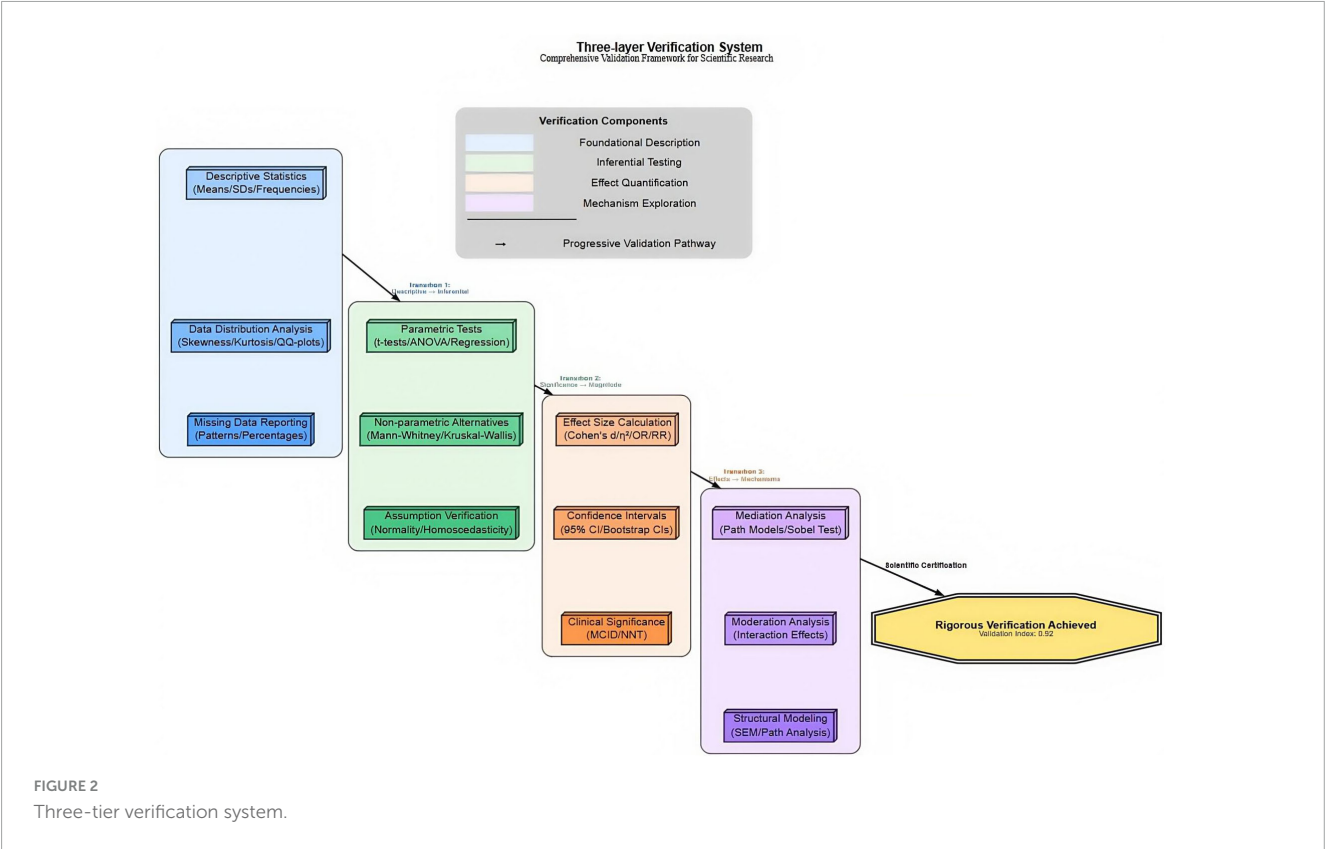 Three-layer Verification System
Comprehensive Validation Framework for Scientific Research
Verification Components
Foundational Description
Inferential Testing
Effect Quantification
Mechanism Exploration
→ Progressive Validation Pathway
Descriptive Statistics
(Means/SDs/Frequencies)
Data Distribution Analysis
(Skewness/Kurtosis/QQ-plots)
Missing Data Reporting
(Patterns/Percentages)
Transition 1:
Descriptive → Inferential
Parametric Tests
(t-tests/ANOVA/Regression)
Non-parametric Alternatives
(Mann-Whitney/Kruskal-Wallis)
Assumption Verification
(Normality/Homoscedasticity)
Transition 2:
Significance → Magnitude
Effect Size Calculation
(Cohen's d/η²/OR/RR)
Confidence Intervals
(95% CI/Bootstrap CIs)
Clinical Significance
(MCID/NNT)
Transition 3:
Effects → Mechanisms
Mediation Analysis
(Path Models/Sobel Test)
Moderation Analysis
(Interaction Effects)
Structural Modeling
(SEM/Path Analysis)
Scientific Certification
Rigorous Verification Achieved
Validation Index: 0.92
FIGURE 2
Three-tier verification system.